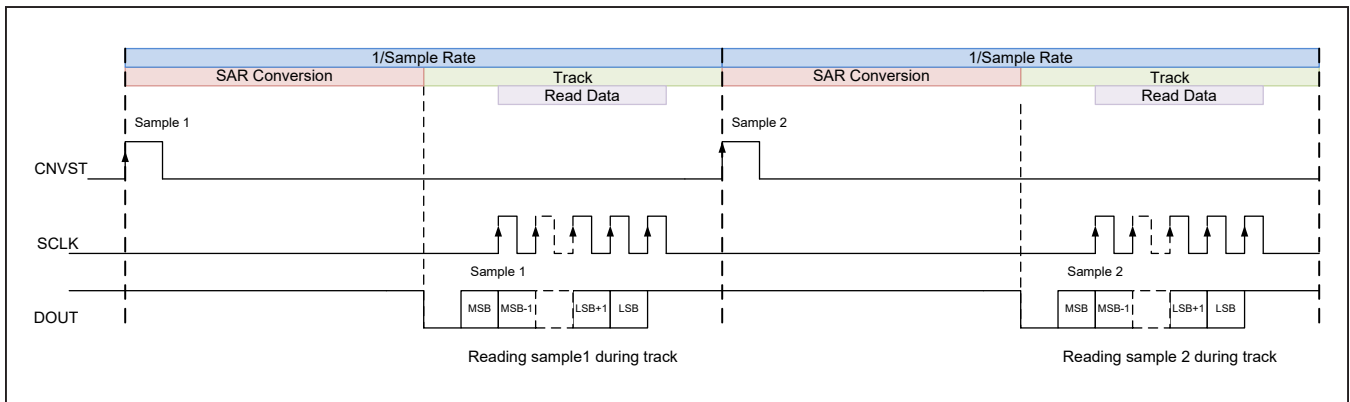 1/Sample Rate 1/Sample Rate
SAR Conversion Track SAR Conversion Track
Read Data Read Data
Sample 1 Sample 2
CNVST
SCLK
Sample 1 Sample 2
MSB MSB-1 LSB+1 LSB MSB MSB-1 LSB+1 LSB
DOUT
Reading sample1 during track Reading sample 2 during track